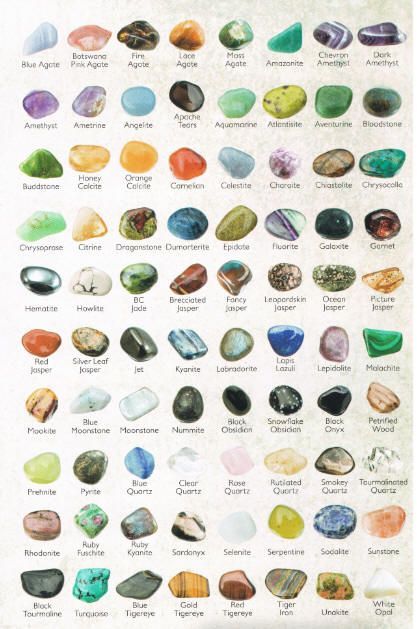 Blue Agate
Botswana
Pink Agate
Fire
Agate
Lace
Agate
Moss
Agate
Amazonite
Chevron
Amethyst
Dark
Amethyst
Amethyst
Ametrine
Angelite
Apache
Tears
Aquamarine
Atlantisite
Aventurine
Bloodstone
Buddstone
Honey
Calcite
Orange
Calcite
Carnelian
Celestite
Charoite
Chiastolite
Chrysocolla
Chrysoprase
Citrine
Dragonstone
Dumorterite
Epidote
Fluorite
Galaxite
Garnet
Hematite
Howlite
BC
Jade
Brecciated
Jasper
Fancy
Jasper
Leopardskin
Jasper
Ocean
Jasper
Picture
Jasper
Red
Jasper
Silver Leaf
Jasper
Jet
Kyanite
Labradorite
Lapis
Lazuli
Lepidolite
Malachite
Mookite
Blue
Moonstone
Moonstone
Nummite
Black
Obsidian
Snowflake
Obsidian
Black
Onyx
Petrified
Wood
Prehnite
Pyrite
Blue
Quartz
Clear
Quartz
Rose
Quartz
Rutilated
Quartz
Smokey
Quartz
Tourmalinated
Quartz
Rhodonite
Ruby
Fuschite
Ruby
Kyanite
Sardonyx
Selenite
Serpentine
Sodalite
Sunstone
Black
Tourmaline
Turquoise
Blue
Tigereye
Gold
Tigereye
Red
Tigereye
Tiger
Iron
Unakite
White
Opal